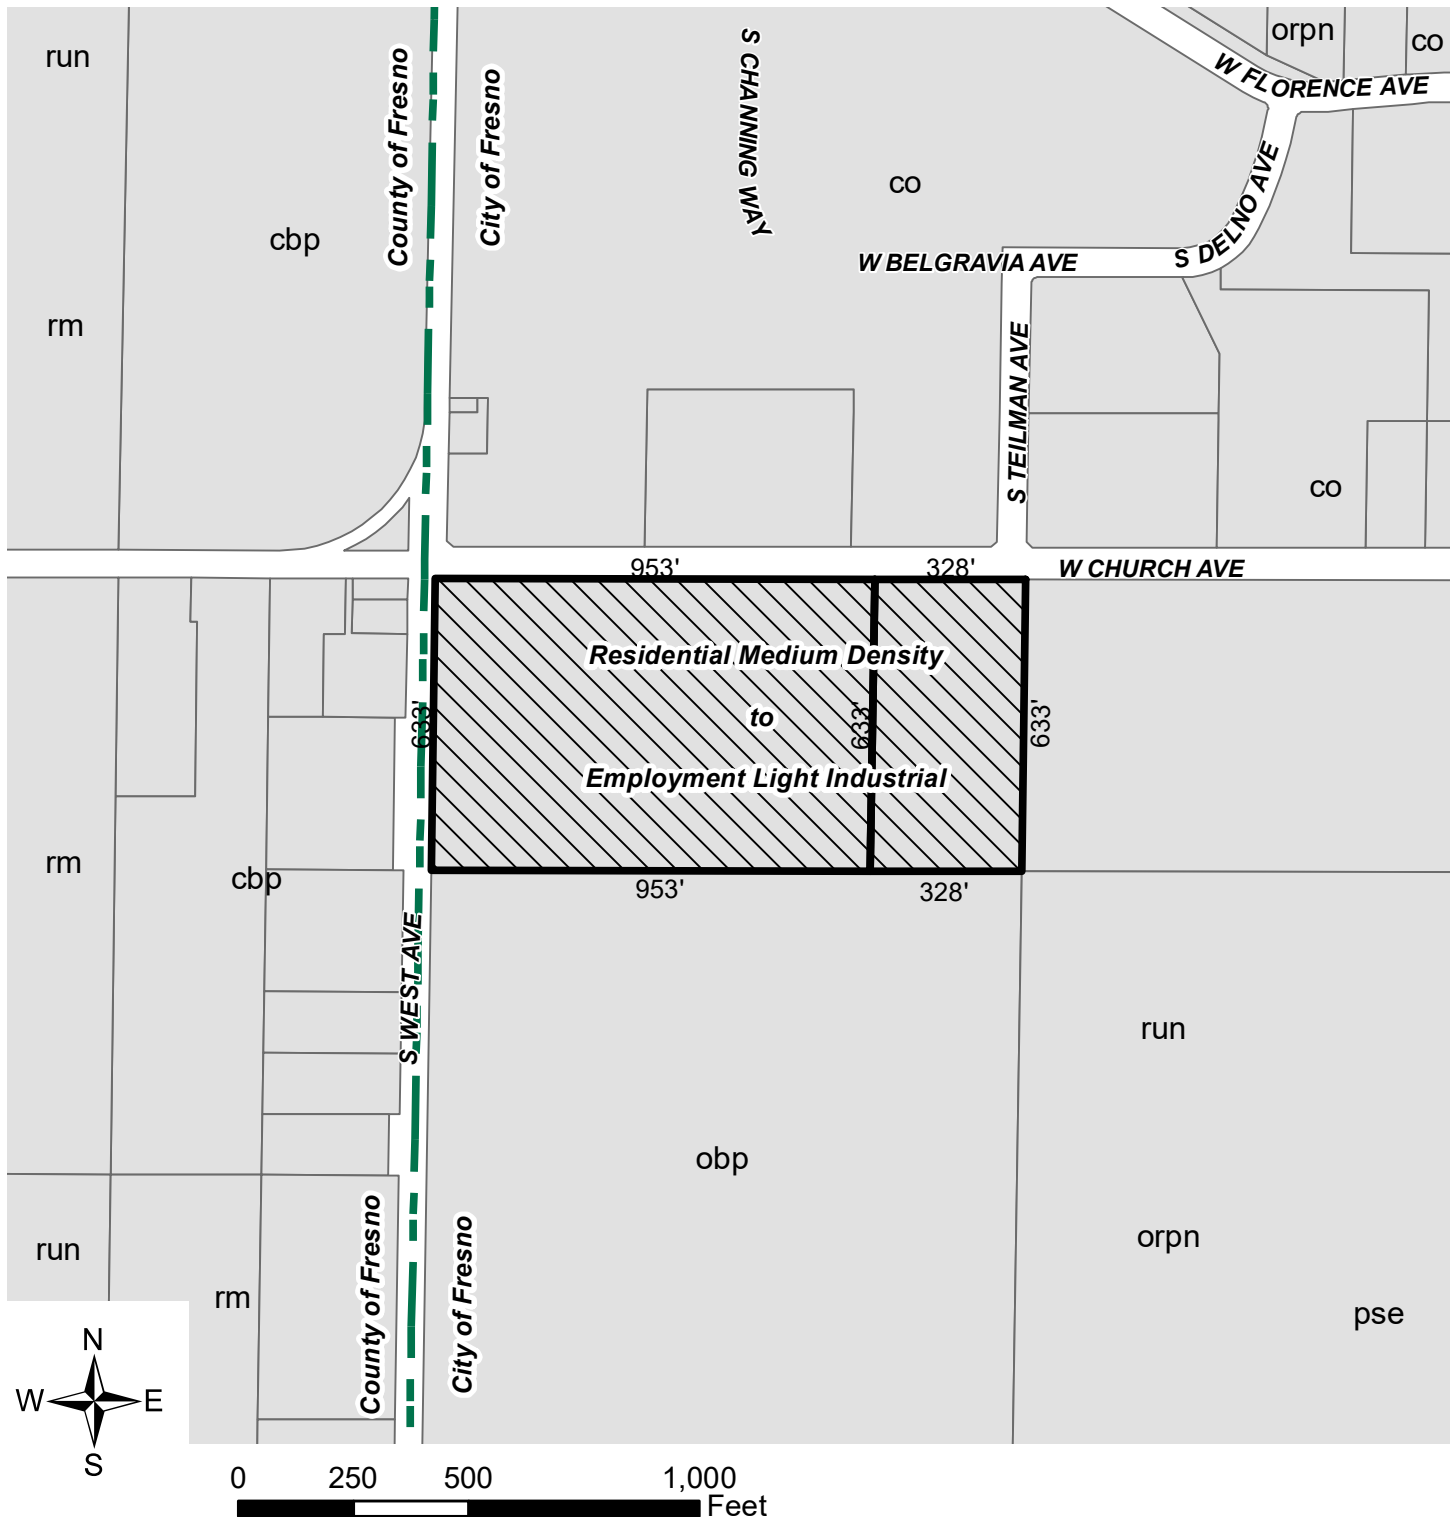 run
orpn
co
W FLORENCE AVE
County of Fresno
City of Fresno
S CHANNING WAY
co
S DELNO AVE
cbp
W BELGRAVIA AVE
rm
S TEILMAN AVE
co
953'
328'
W CHURCH AVE
Residential Medium Density
to
Employment Light Industrial
633'
633'
633'
rm
cbp
953'
328'
S WEST AVE
run
obp
orpn
run
rm
County of Fresno
City of Fresno
pse
N
W
E
S
0
250
500
1,000
Feet